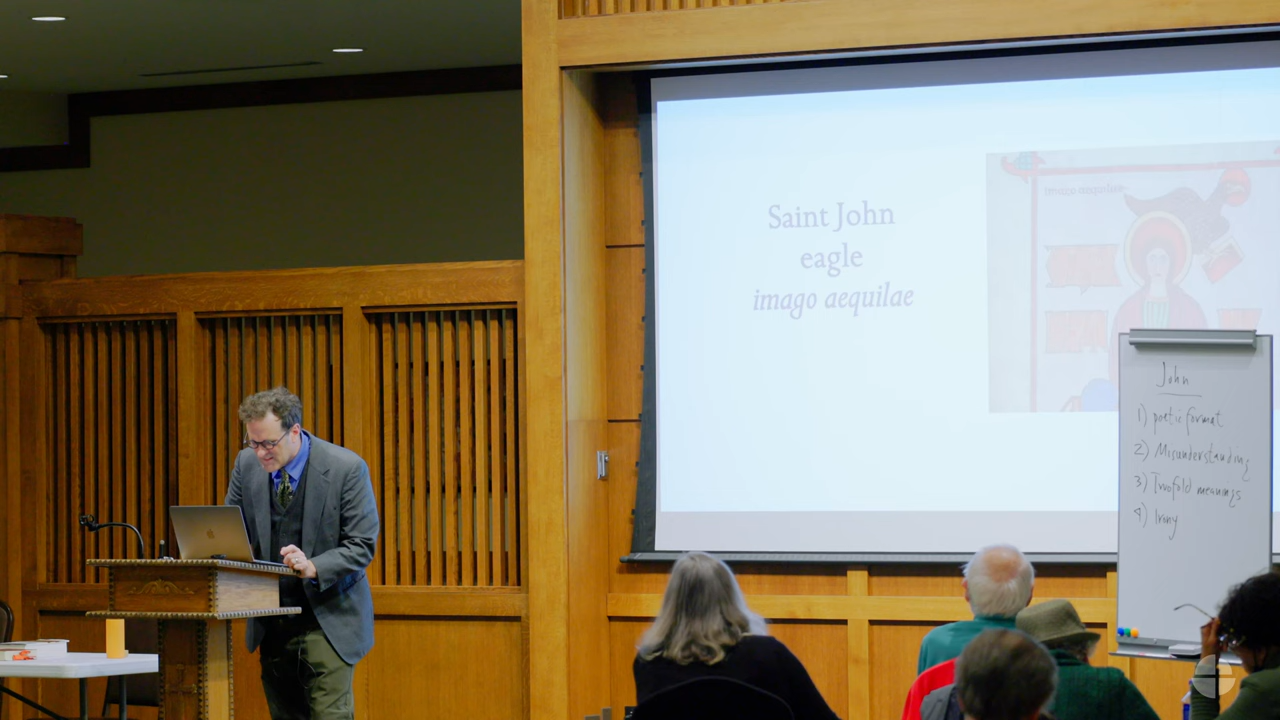 Saint John
eagle
imago aequilae
imago aequilae
John
1) poetic format
2) Misunderstanding
3) Twofold meanings
4) Irony